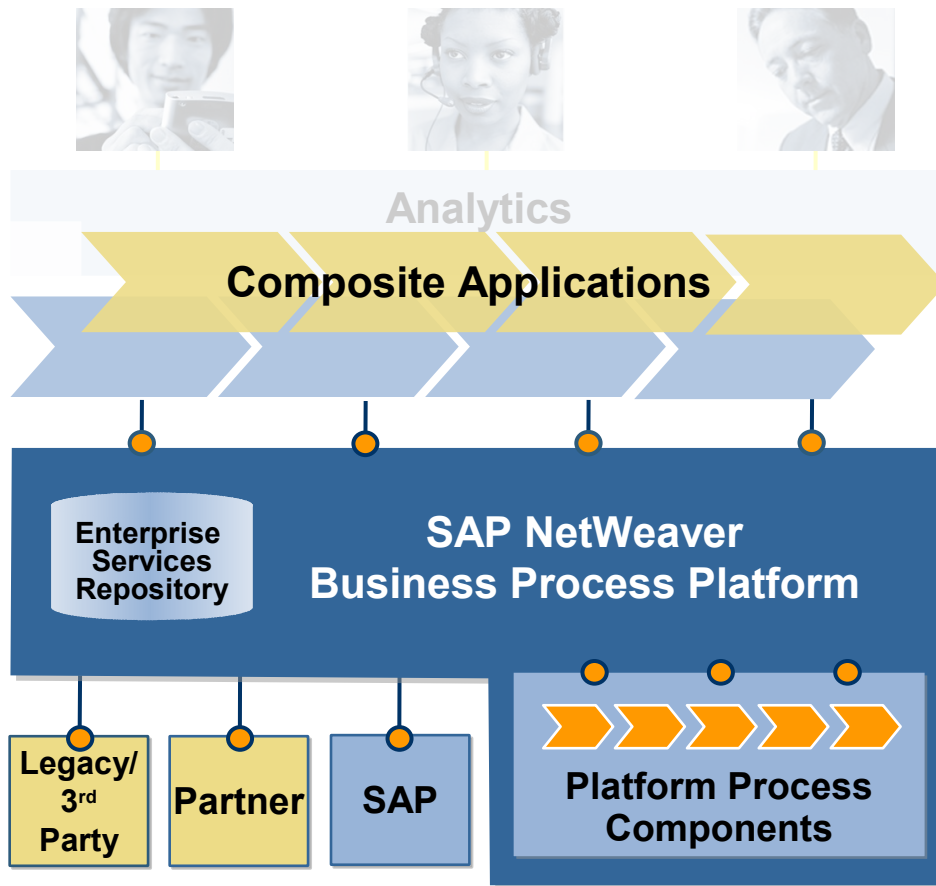 Analytics
Composite Applications
Enterprise
Services
Repository
SAP NetWeaver
Business Process Platform
Legacy/
3rd
Party
Partner
SAP
Platform Process
Components